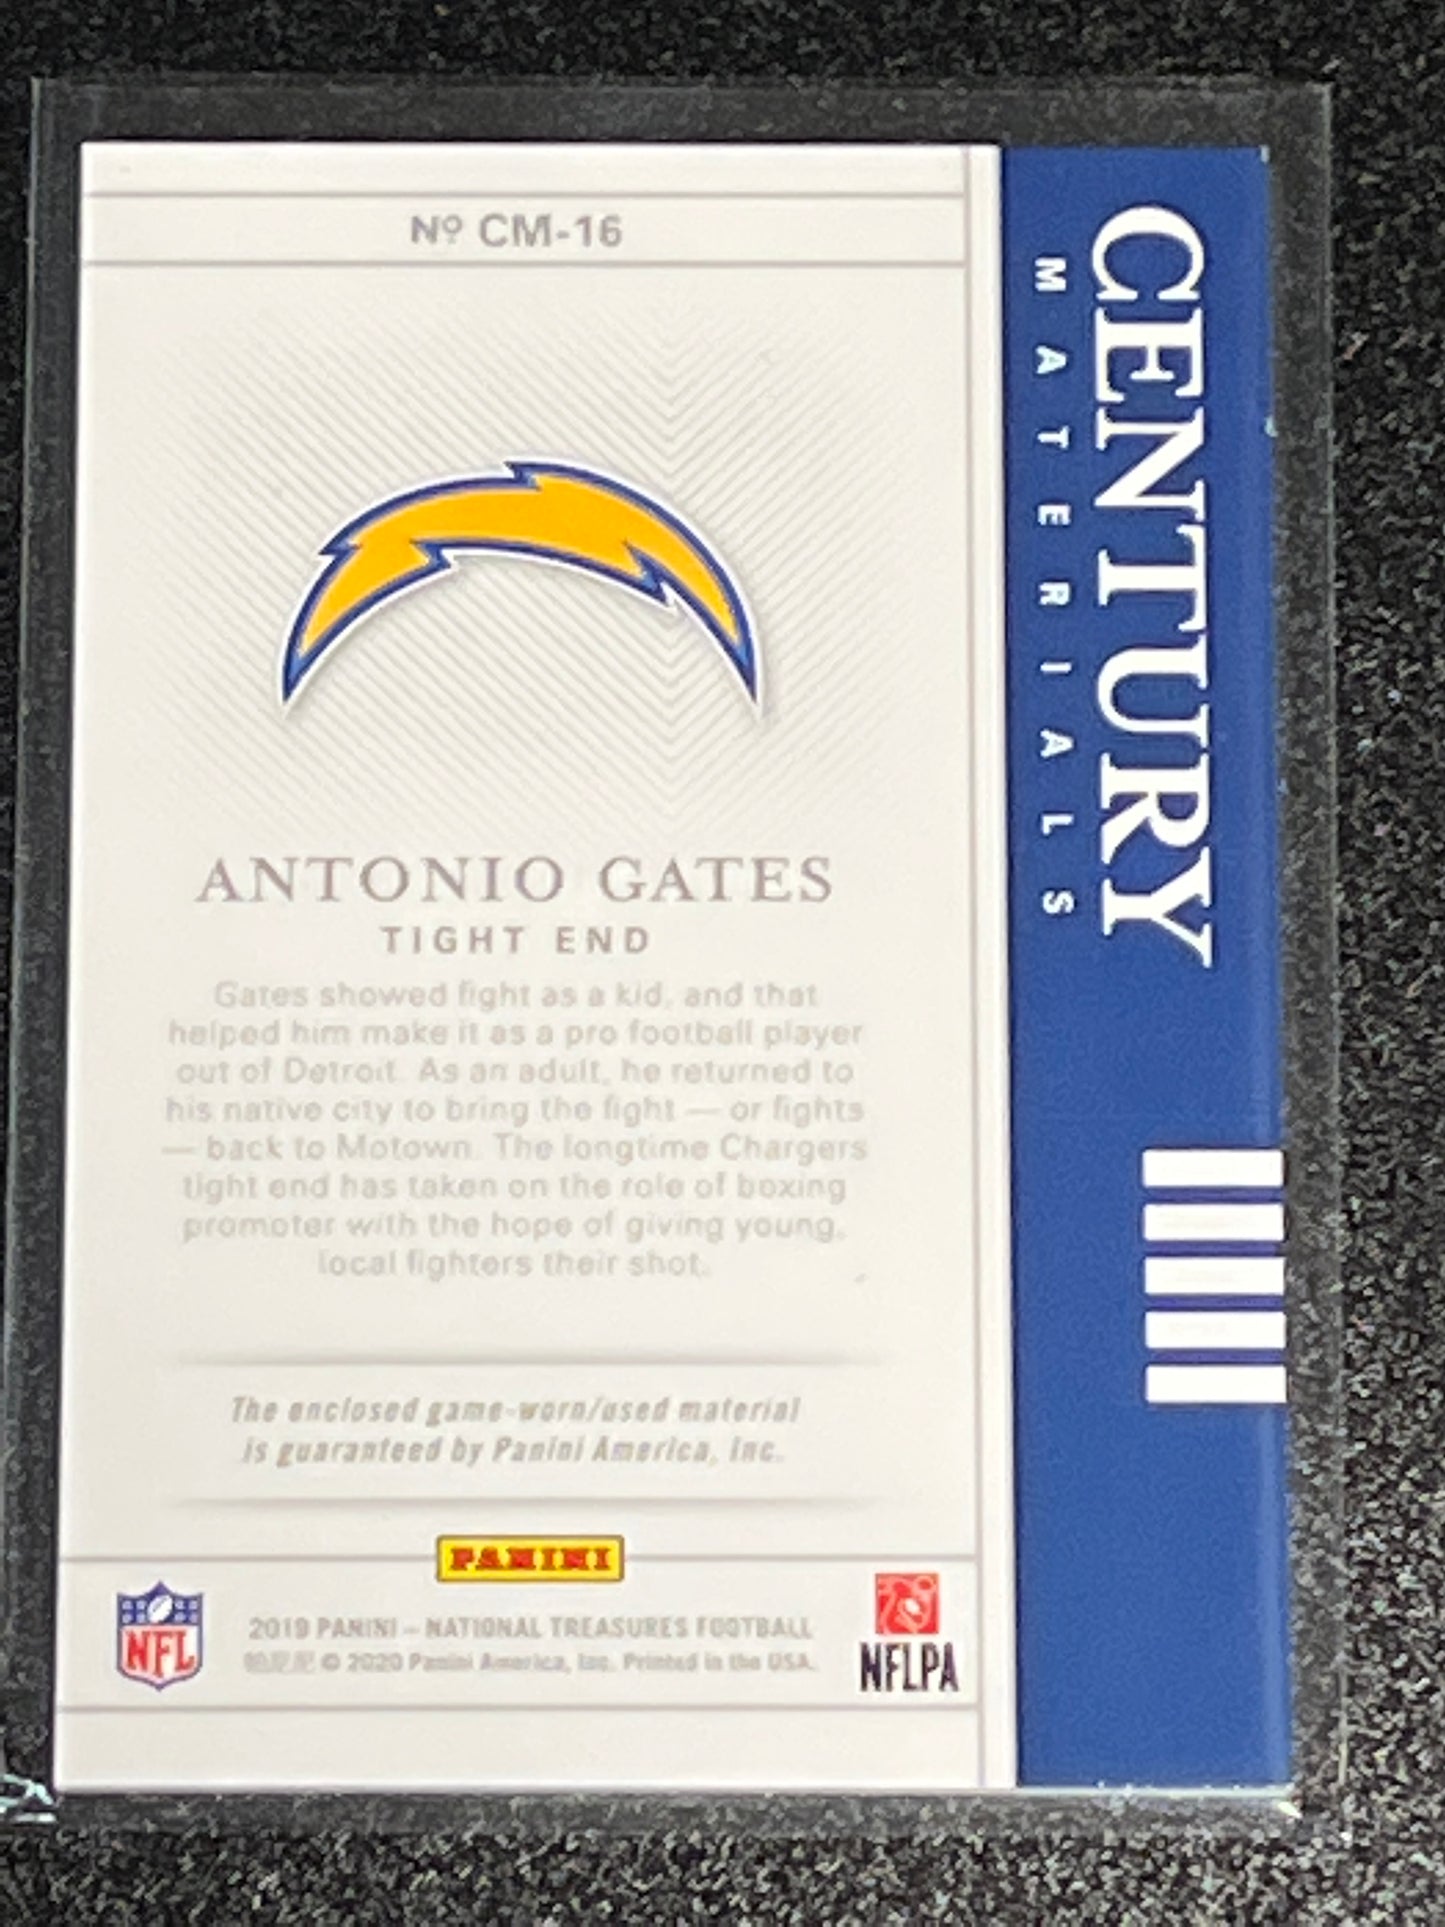 Nº CM-16
CENTURY
MATERIALS
ANTONIO GATES
TIGHT END
Gates showed fight as a kid, and that
helped him make it as a pro football player
out of Detroit. As an adult, he returned to
his native city to bring the fight — or fights
— back to Motown. The longtime Chargers
tight end has taken on the role of boxing
promoter with the hope of giving young,
local fighters their shot.
The enclosed game-worn/used material
is guaranteed by Panini America, Inc.
PANINI
NFL
2019 PANINI – NATIONAL TREASURES FOOTBALL
© 2020 Panini America, Inc. Printed in the USA.
NFLPA